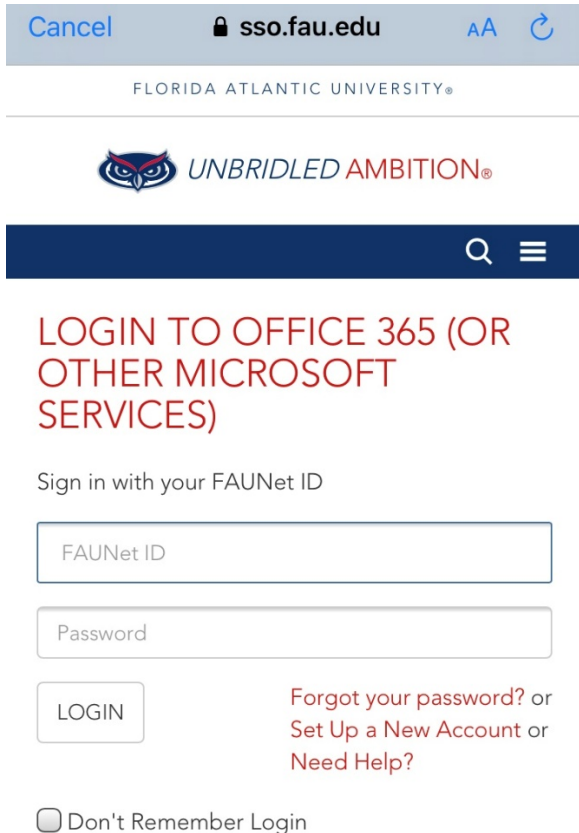 Cancel sso.fau.edu AA
FLORIDA ATLANTIC UNIVERSITY®
UNBRIDLED AMBITION®
LOGIN TO OFFICE 365 (OR
OTHER MICROSOFT
SERVICES)
Sign in with your FAUNet ID
FAUNet ID
Password
LOGIN
Forgot your password? or
Set Up a New Account or
Need Help?
Don't Remember Login